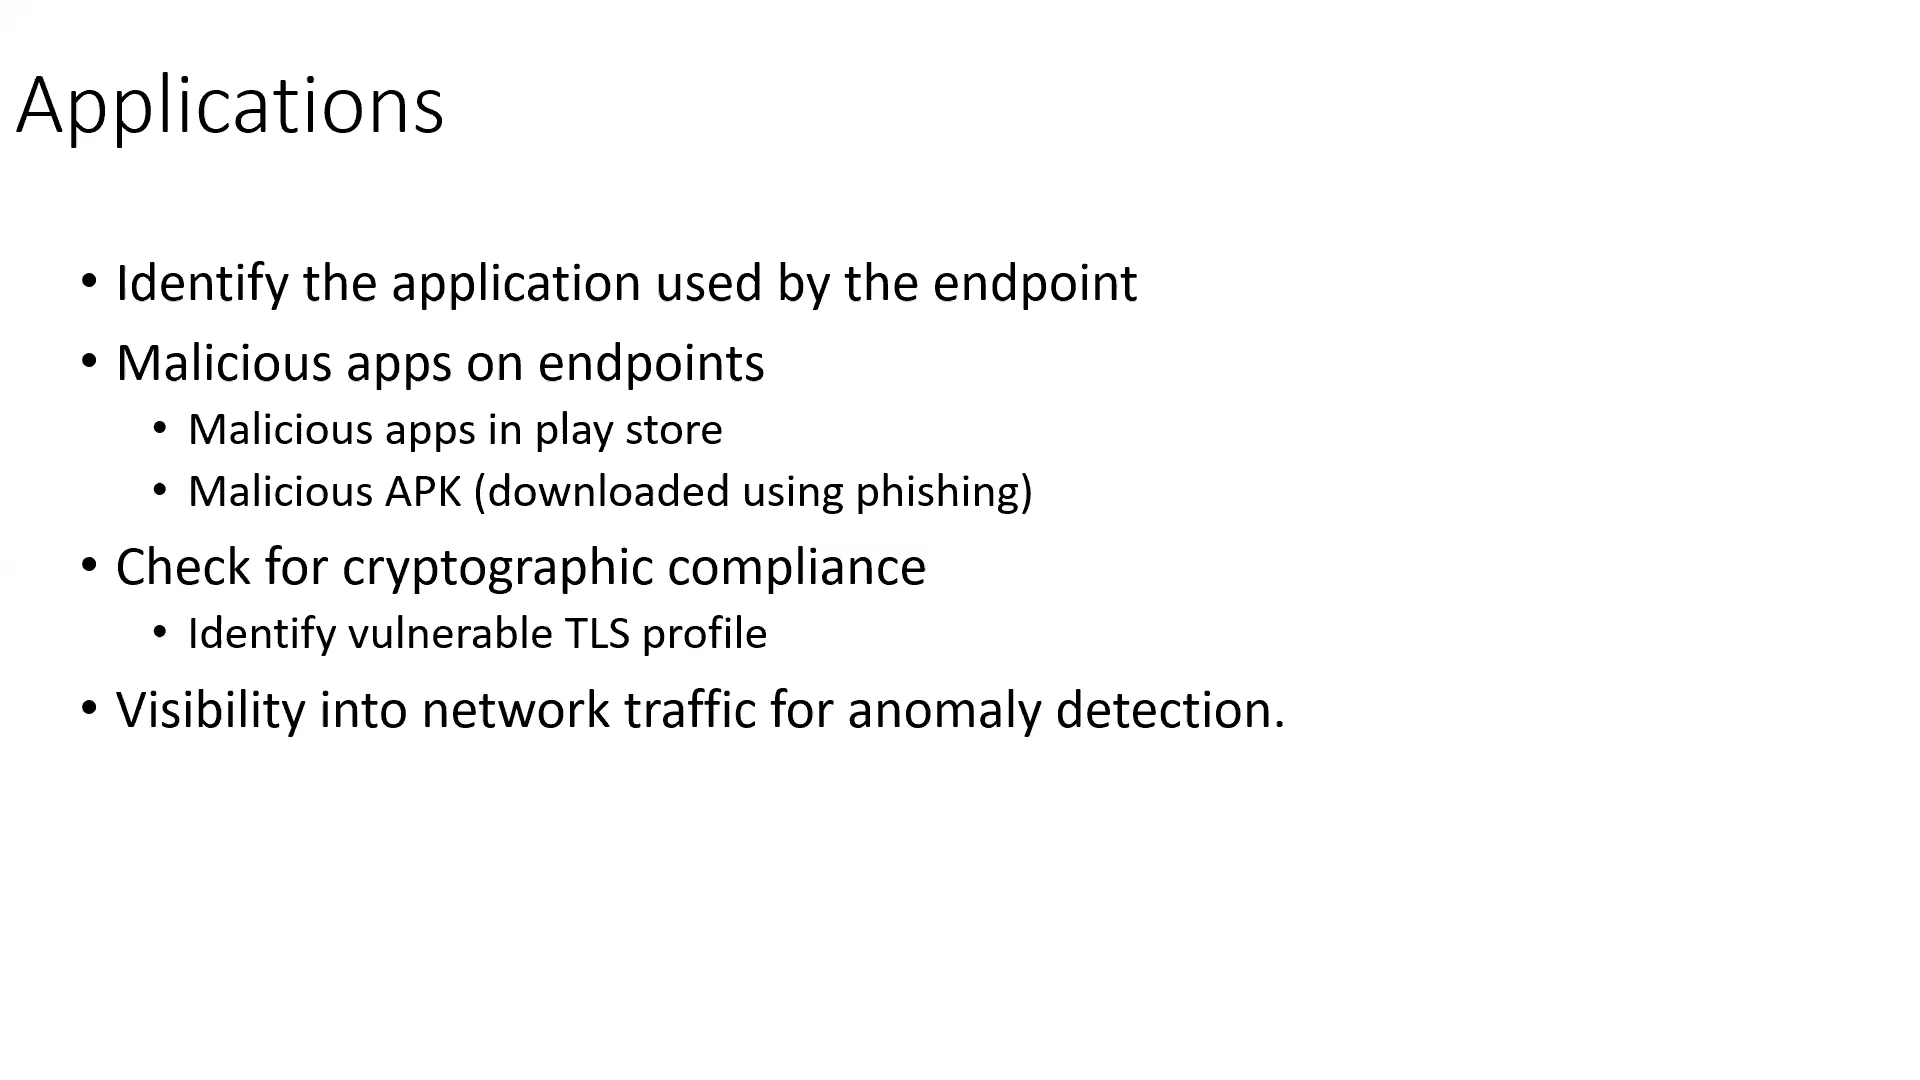 Applications
• Identify the application used by the endpoint
• Malicious apps on endpoints
• Malicious apps in play store
• Malicious APK (downloaded using phishing)
• Check for cryptographic compliance
• Identify vulnerable TLS profile
• Visibility into network traffic for anomaly detection.